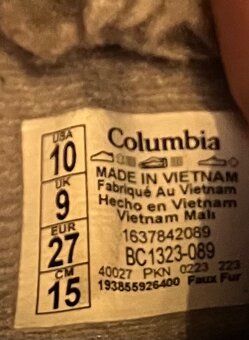 USA
10
UK
9
EUR
27
CM
15
Columbia
MADE IN VIETNAM
Fabriqué Au Vietnam
Hecho en Vietnam
Vietnam Malı
1637842089
BC1323-089
40027 PKN 0223 223
193855926400 Faux Fur